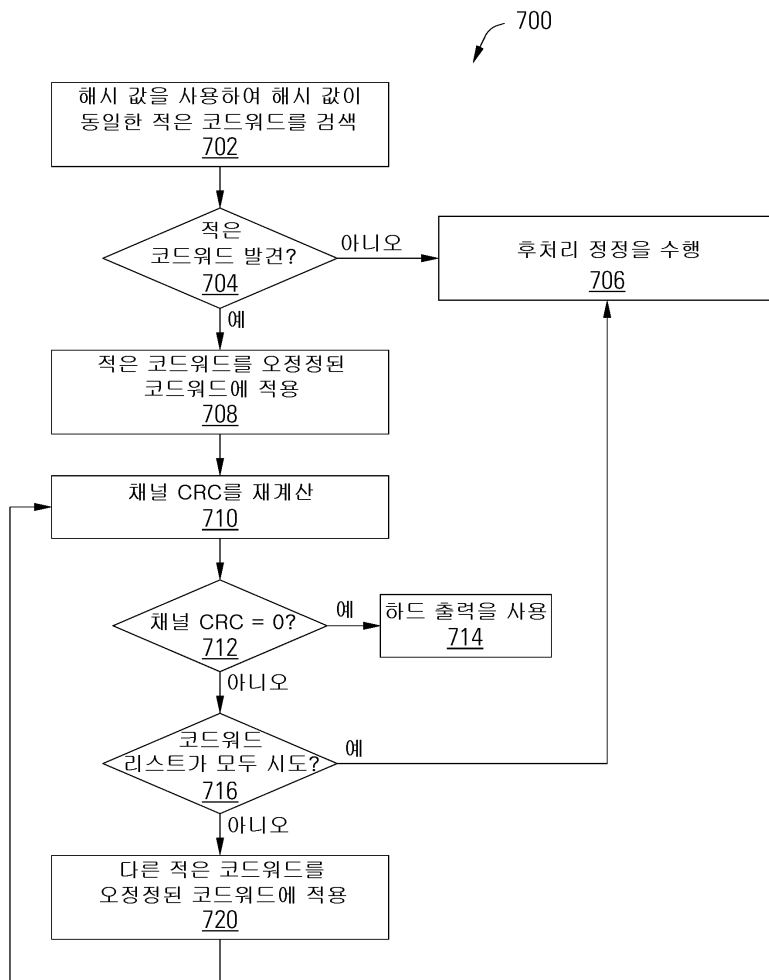 700
해시 값을 사용하여 해시 값이
동일한 적은 코드워드를 검색
702
적은
코드워드 발견?
704
아니오
후처리 정정을 수행
706
예
적은 코드워드를 오정정된
코드워드에 적용
708
채널 CRC를 재계산
710
채널 CRC = 0?
712
예
하드 출력을 사용
714
아니오
코드워드
리스트가 모두 시도?
716
예
아니오
다른 적은 코드워드를
오정정된 코드워드에 적용
720